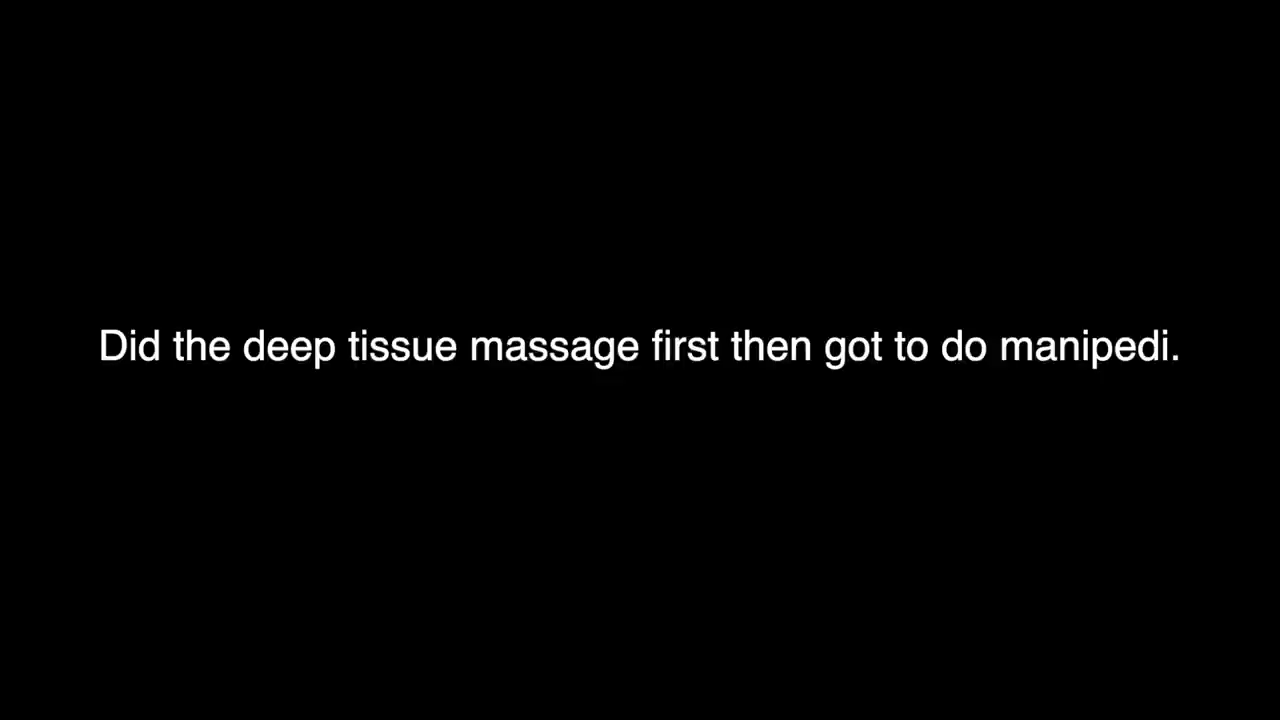 Did the deep tissue massage first then got to do manipedi.